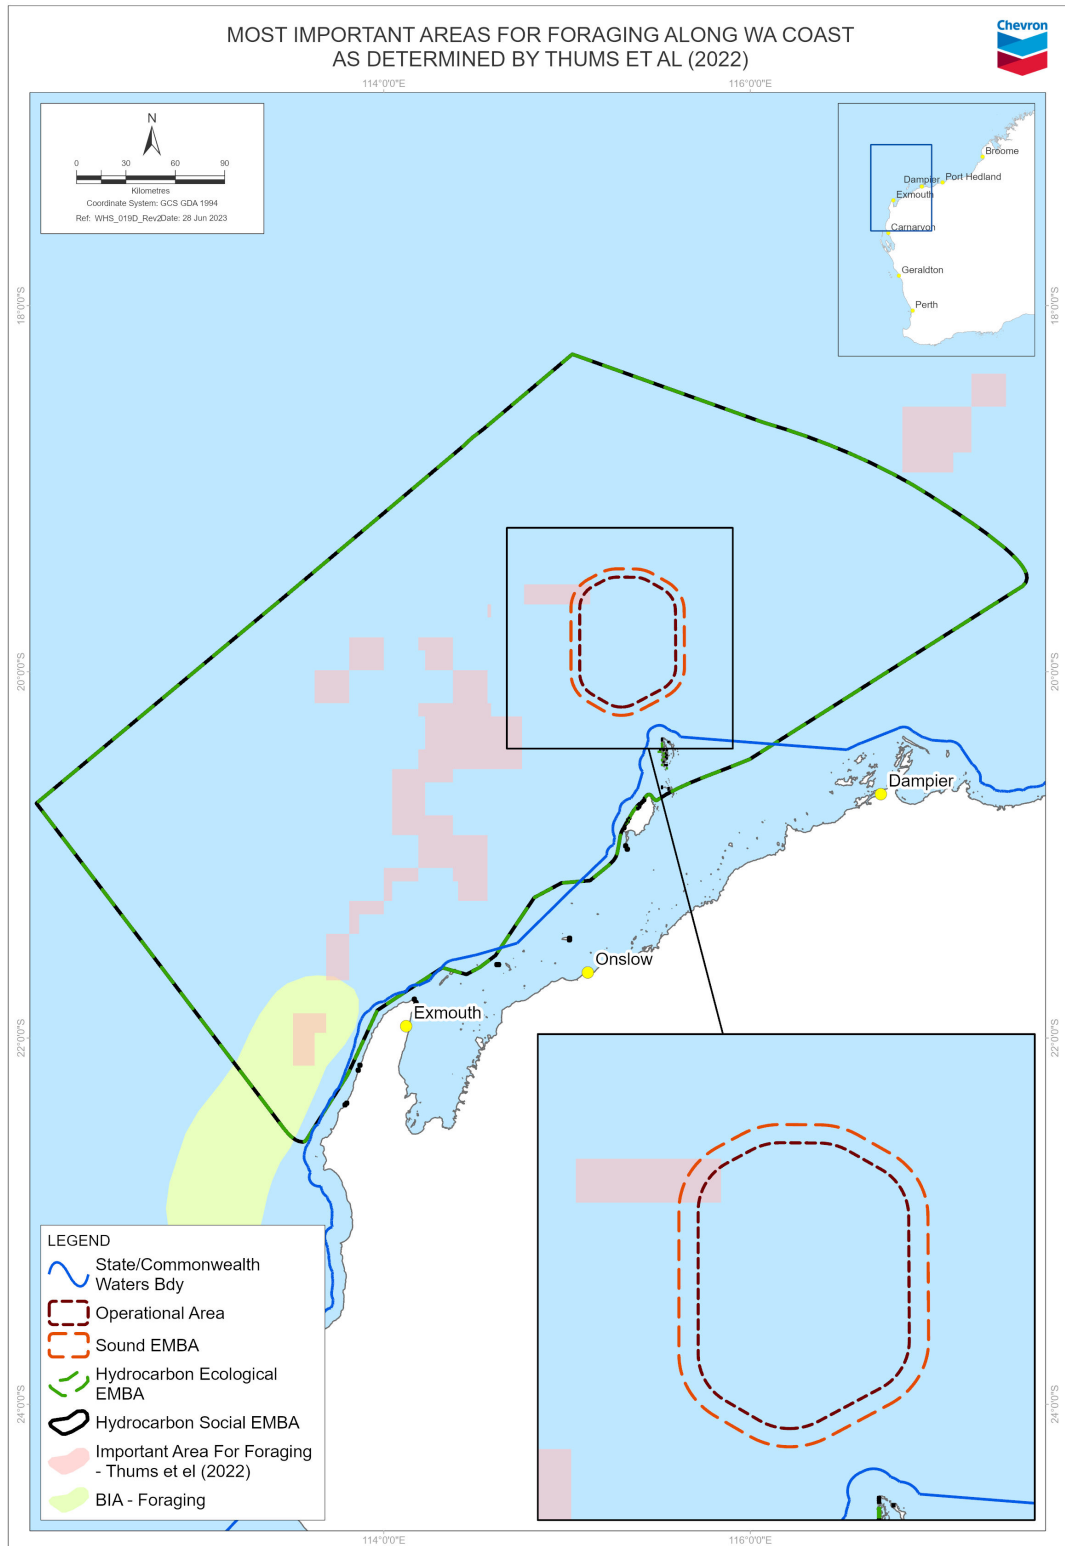 MOST IMPORTANT AREAS FOR FORAGING ALONG WA COAST
AS DETERMINED BY THUMS ET AL (2022)
Chevron
114°0'0"E
116°0'0"E
N
0 30 60 90
Kilometres
Coordinate System: GCS GDA 1994
Ref: WHS_019D_Rev2Date: 28 Jun 2023
Broome
Port Hedland
Dampier
Exmouth
Carnarvon
Geraldton
Perth
18°0'0"S
18°0'0"S
20°0'0"S
20°0'0"S
Dampier
Onslow
Exmouth
22°0'0"S
22°0'0"S
LEGEND
State/Commonwealth
Waters Bdy
Operational Area
Sound EMBA
Hydrocarbon Ecological
EMBA
Hydrocarbon Social EMBA
Important Area For Foraging
- Thums et el (2022)
BIA - Foraging
24°0'0"S
24°0'0"S
114°0'0"E
116°0'0"E